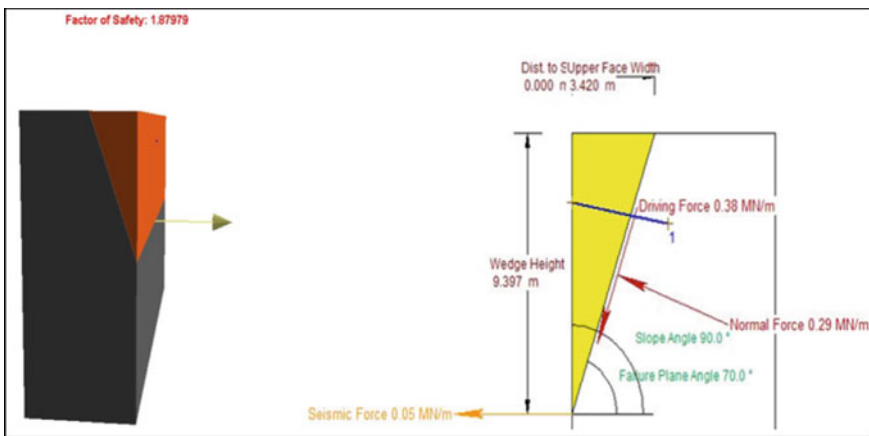 Factor of Safety: 1.87979
Dist. to SUpper Face Width
0.000 n 3.420 m
Driving Force 0.38 MN/m
1
Wedge Height
9.397 m
Normal Force 0.29 MN/m
Slope Angle 90.0 °
Failure Plane Angle 70.0 °
Seismic Force 0.05 MN/m